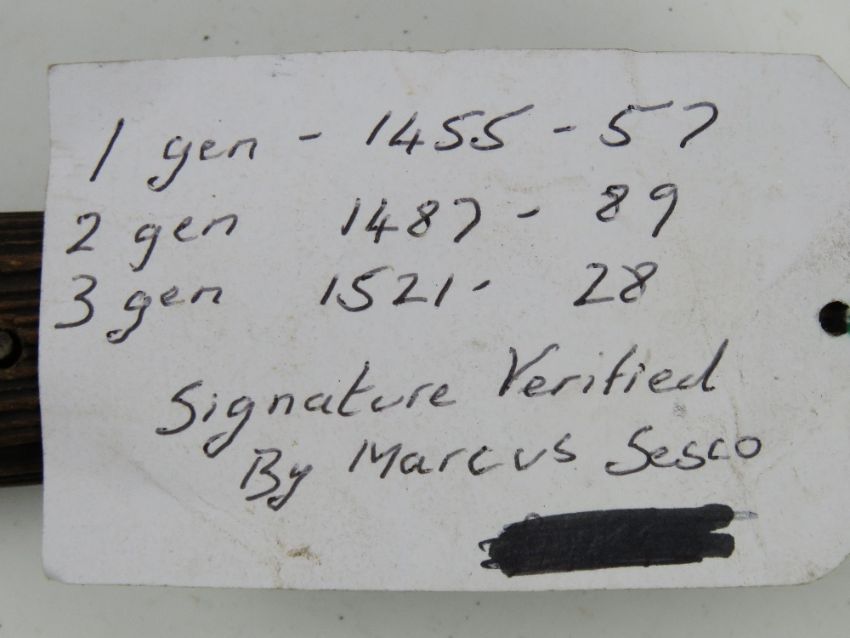 1 gen - 1455 - 57
2 gen 1487 - 89
3 gen 1521 - 28
Signature Verified
By Marcus Sesco